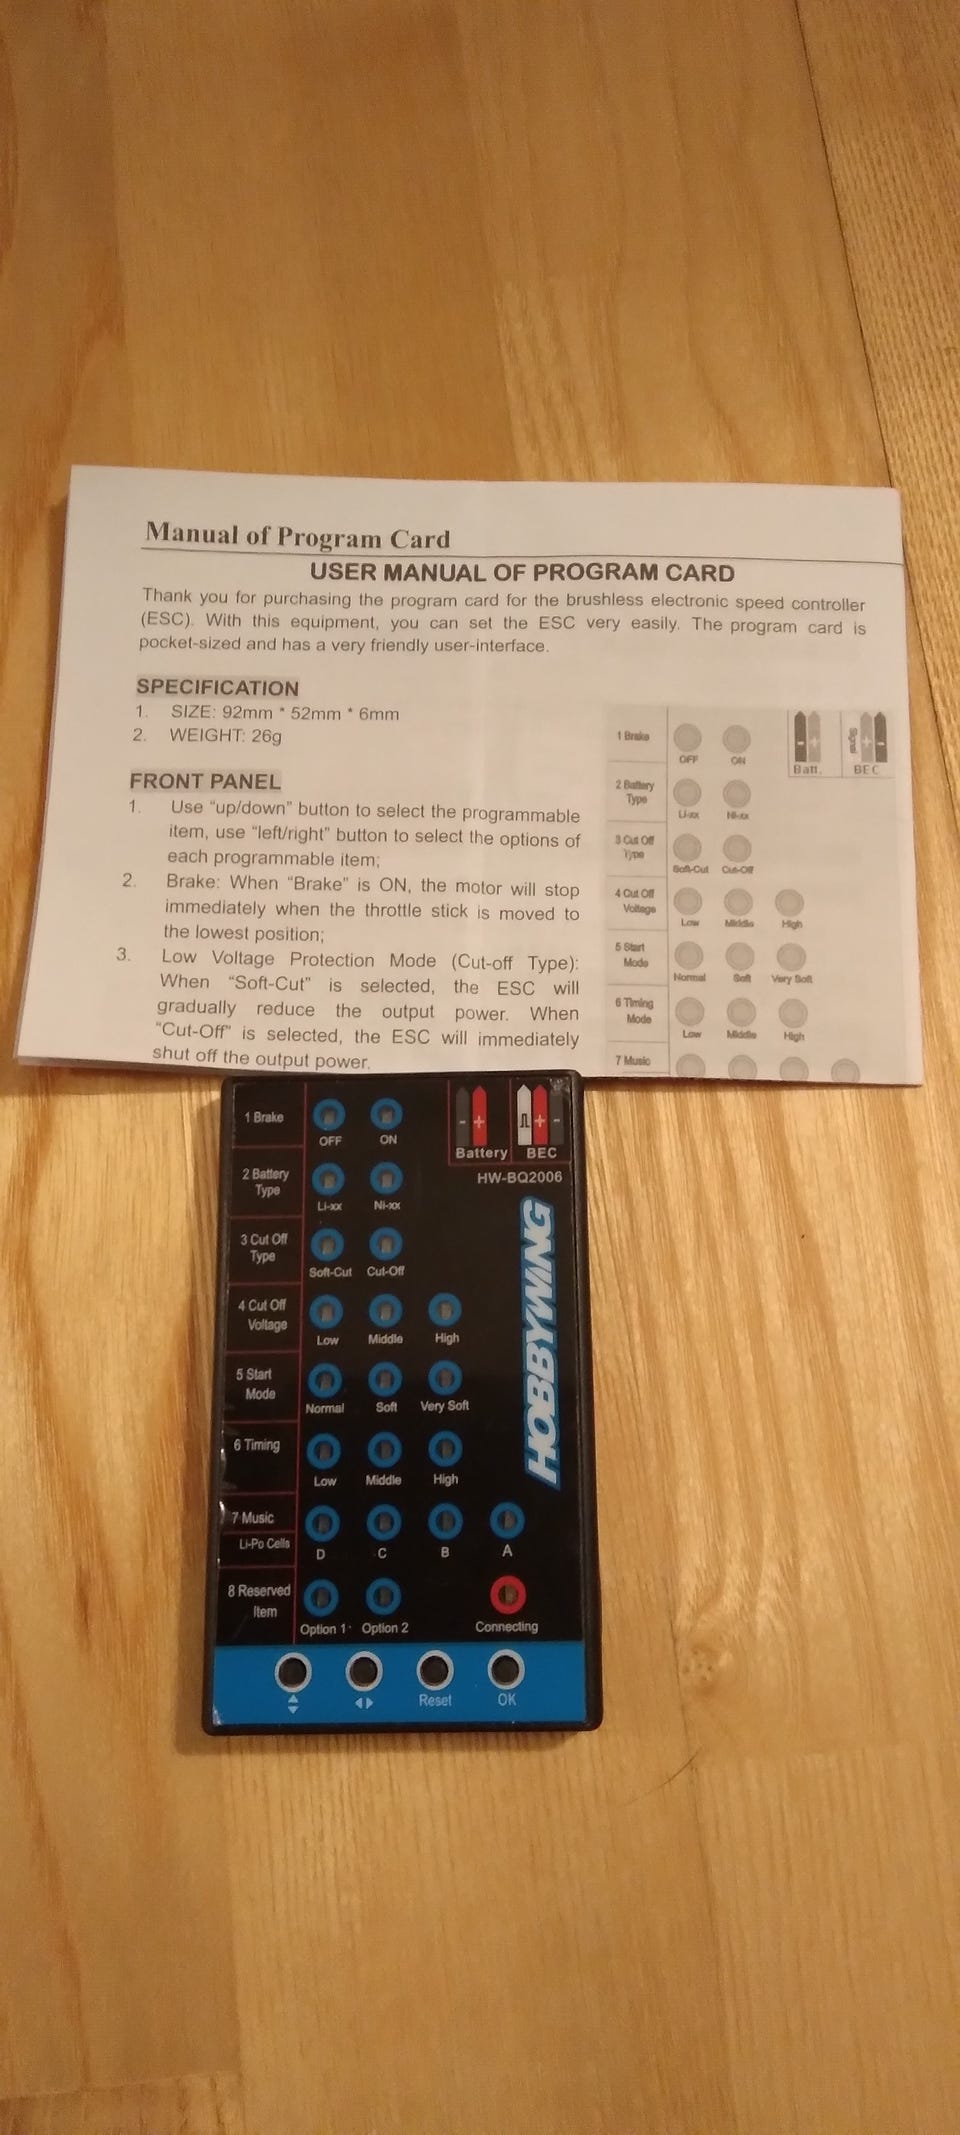 Manual of Program Card
USER MANUAL OF PROGRAM CARD
Thank you for purchasing the program card for the brushless electronic speed controller
(ESC). With this equipment, you can set the ESC very easily. The program card is
pocket-sized and has a very friendly user-interface.
SPECIFICATION
1. SIZE: 92mm * 52mm * 6mm
2. WEIGHT: 26g
FRONT PANEL
1. Use "up/down" button to select the programmable
item, use "left/right" button to select the options of
each programmable item;
2. Brake: When "Brake" is ON, the motor will stop
immediately when the throttle stick is moved to
the lowest position;
3. Low Voltage Protection Mode (Cut-off Type):
When "Soft-Cut" is selected, the ESC will
gradually reduce the output power. When
"Cut-Off" is selected, the ESC will immediately
shut off the output power.
1 Brake
OFF ON
- + Signal + -
Batt. BEC
2 Battery
Type
Li-xx Ni-xx
3 Cut Off
Type
Soft-Cut Cut-Off
4 Cut Off
Voltage
Low Middle High
5 Start
Mode
Normal Soft Very Soft
6 Timing
Mode
Low Middle High
7 Music
1 Brake
OFF ON
- + + -
Battery BEC
HW-BQ2006
HOBBYWING
2 Battery
Type
Li-xx Ni-xx
3 Cut Off
Type
Soft-Cut Cut-Off
4 Cut Off
Voltage
Low Middle High
5 Start
Mode
Normal Soft Very Soft
6 Timing
Low Middle High
7 Music
Li-Po Cells
D C B A
8 Reserved
Item
Option 1 Option 2 Connecting
Reset OK